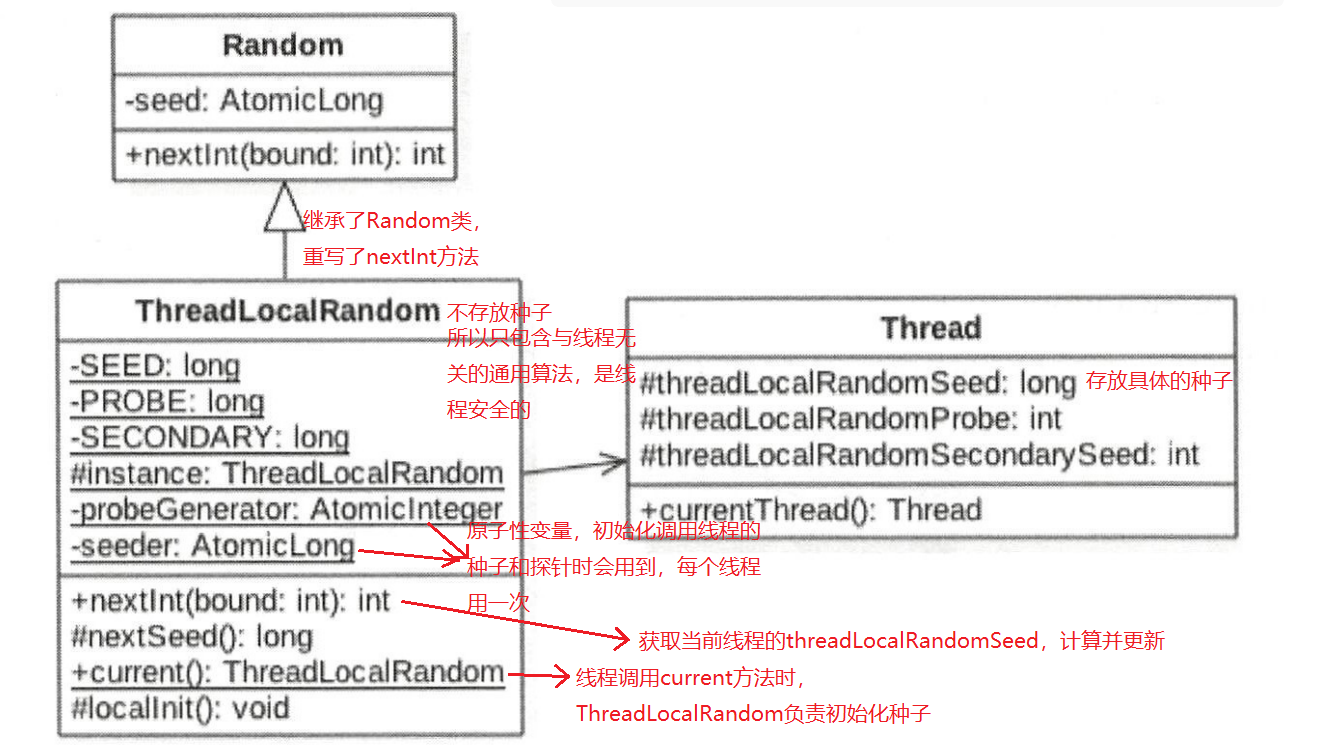 Random
-seed: AtomicLong
+nextInt(bound: int): int
继承了Random类，
重写了nextInt方法
ThreadLocalRandom
不存放种子
所以只包含与线程无
关的通用算法，是线
程安全的
-SEED: long
-PROBE: long
-SECONDARY: long
#instance: ThreadLocalRandom
-probeGenerator: AtomicInteger
-seeder: AtomicLong
原子性变量，初始化调用线程的
种子和探针时会用到，每个线程
用一次
+nextInt(bound: int): int
#nextSeed(): long
+current(): ThreadLocalRandom
#localInit(): void
获取当前线程的threadLocalRandomSeed，计算并更新
线程调用current方法时，
ThreadLocalRandom负责初始化种子
Thread
#threadLocalRandomSeed: long 存放具体的种子
#threadLocalRandomProbe: int
#threadLocalRandomSecondarySeed: int
+currentThread(): Thread